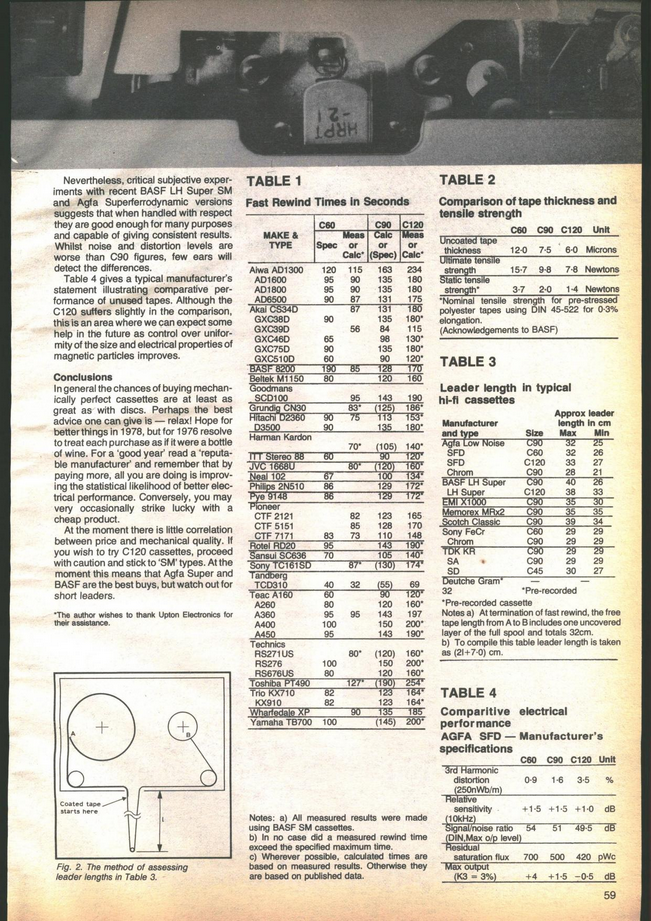 HRPT
-21
Nevertheless, critical subjective exper-
iments with recent BASF LH Super SM
and Agfa Superferrodynamic versions
suggests that when handled with respect
they are good enough for many purposes
and capable of giving consistent results.
Whilst noise and distortion levels are
worse than C90 figures, few ears will
detect the differences.
Table 4 gives a typical manufacturer's
statement illustrating comparative per-
formance of unused tapes. Although the
C120 suffers slightly in the comparison,
this is an area where we can expect some
help in the future as control over unifor-
mity of the size and electrical properties of
magnetic particles improves.
Conclusions
In general the chances of buying mechan-
ically perfect cassettes are at least as
great as with discs. Perhaps the best
advice one can give is — relax! Hope for
better things in 1978, but for 1976 resolve
to treat each purchase as if it were a bottle
of wine. For a 'good year' read a 'reputa-
ble manufacturer' and remember that by
paying more, all you are doing is improv-
ing the statistical likelihood of better elec-
trical performance. Conversely, you may
very occasionally strike lucky with a
cheap product.
At the moment there is little correlation
between price and mechanical quality. If
you wish to try C120 cassettes, proceed
with caution and stick to 'SM' types. At the
moment this means that Agfa Super and
BASF are the best buys, but watch out for
short leaders.
*The author wishes to thank Upton Electronics for
their assistance.
A
B
Coated tape
starts here
l
Fig. 2. The method of assessing
leader lengths in Table 3.
TABLE 1
Fast Rewind Times in Seconds
C60 C90 C120
MAKE & Meas Calc Meas
TYPE Spec or or or
Calc* (Spec) Calc*
Aiwa AD1300 120 115 163 234
AD1600 95 90 135 180
AD1800 95 90 135 180
AD6500 90 87 131 175
Akai CS34D 87 131 180
GXC38D 90 135 180*
GXC39D 56 84 115
GXC46D 65 98 130*
GXC75D 90 135 180*
GXC510D 60 90 120*
BASF 8200 190 85 128 170
Beltek M1150 80 120 160
Goodmans
SCD100 95 143 190
Grundig CN30 83* (125) 186*
Hitachi D2360 90 75 113 153*
D3500 90 135 180*
Harman Kardon
70* (105) 140*
ITT Stereo 88 60 90 120*
JVC 1668U 80* (120) 160*
Neal 102 67 100 134*
Philips 2N510 86 129 172*
Pye 9148 86 129 172*
Pioneer
CTF 2121 82 123 165
CTF 5151 85 128 170
CTF 7171 83 73 110 148
Rotel RD20 95 143 190*
Sansui SC636 70 105 140*
Sony TC161SD 87* (130) 174*
Tandberg
TCD310 40 32 (55) 69
Teac A160 60 90 120*
A260 80 120 160*
A360 95 95 143 197
A400 100 150 200*
A450 95 143 190*
Technics
RS271US 80* (120) 160*
RS276 100 150 200*
RS676US 80 120 160*
Toshiba PT490 127* (190) 254*
Trio KX710 82 123 164*
KX910 82 123 164*
Wharfedale XP 90 135 185
Yamaha TB700 100 (145) 200*
Notes: a) All measured results were made
using BASF SM cassettes.
b) In no case did a measured rewind time
exceed the specified maximum time.
c) Wherever possible, calculated times are
based on measured results. Otherwise they
are based on published data.
TABLE 2
Comparison of tape thickness and
tensile strength
C60 C90 C120 Unit
Uncoated tape
thickness 12·0 7·5 6·0 Microns
Ultimate tensile
strength 15·7 9·8 7·8 Newtons
Static tensile
strength* 3·7 2·0 1·4 Newtons
*Nominal tensile strength for pre-stressed
polyester tapes using DIN 45-522 for 0·3%
elongation.
(Acknowledgements to BASF)
TABLE 3
Leader length in typical
hi-fi cassettes
Approx leader
Manufacturer length in cm
and type Size Max Min
Agfa Low Noise C90 32 25
SFD C60 32 26
SFD C120 33 27
Chrom C90 28 21
BASF LH Super C90 40 26
LH Super C120 38 33
EMI X1000 C90 35 30
Memorex MRx2 C90 35 35
Scotch Classic C90 39 34
Sony FeCr C60 29 29
Chrom C90 29 29
TDK KR C90 29 29
SA C90 29 29
SD C45 30 27
Deutche Gram* — —
32 *Pre-recorded
*Pre-recorded cassette
Notes a) At termination of fast rewind, the free
tape length from A to B includes one uncovered
layer of the full spool and totals 32cm.
b) To compile this table leader length is taken
as (2l+7·0) cm.
TABLE 4
Comparitive electrical
performance
AGFA SFD — Manufacturer's
specifications
C60 C90 C120 Unit
3rd Harmonic
distortion 0·9 1·6 3·5 %
(250nWb/m)
Relative
sensitivity +1·5 +1·5 +1·0 dB
(10kHz)
Signal/noise ratio 54 51 49·5 dB
(DIN,Max o/p level)
Residual
saturation flux 700 500 420 pWc
Max output
(K3 = 3%) +4 +1·5 −0·5 dB
59